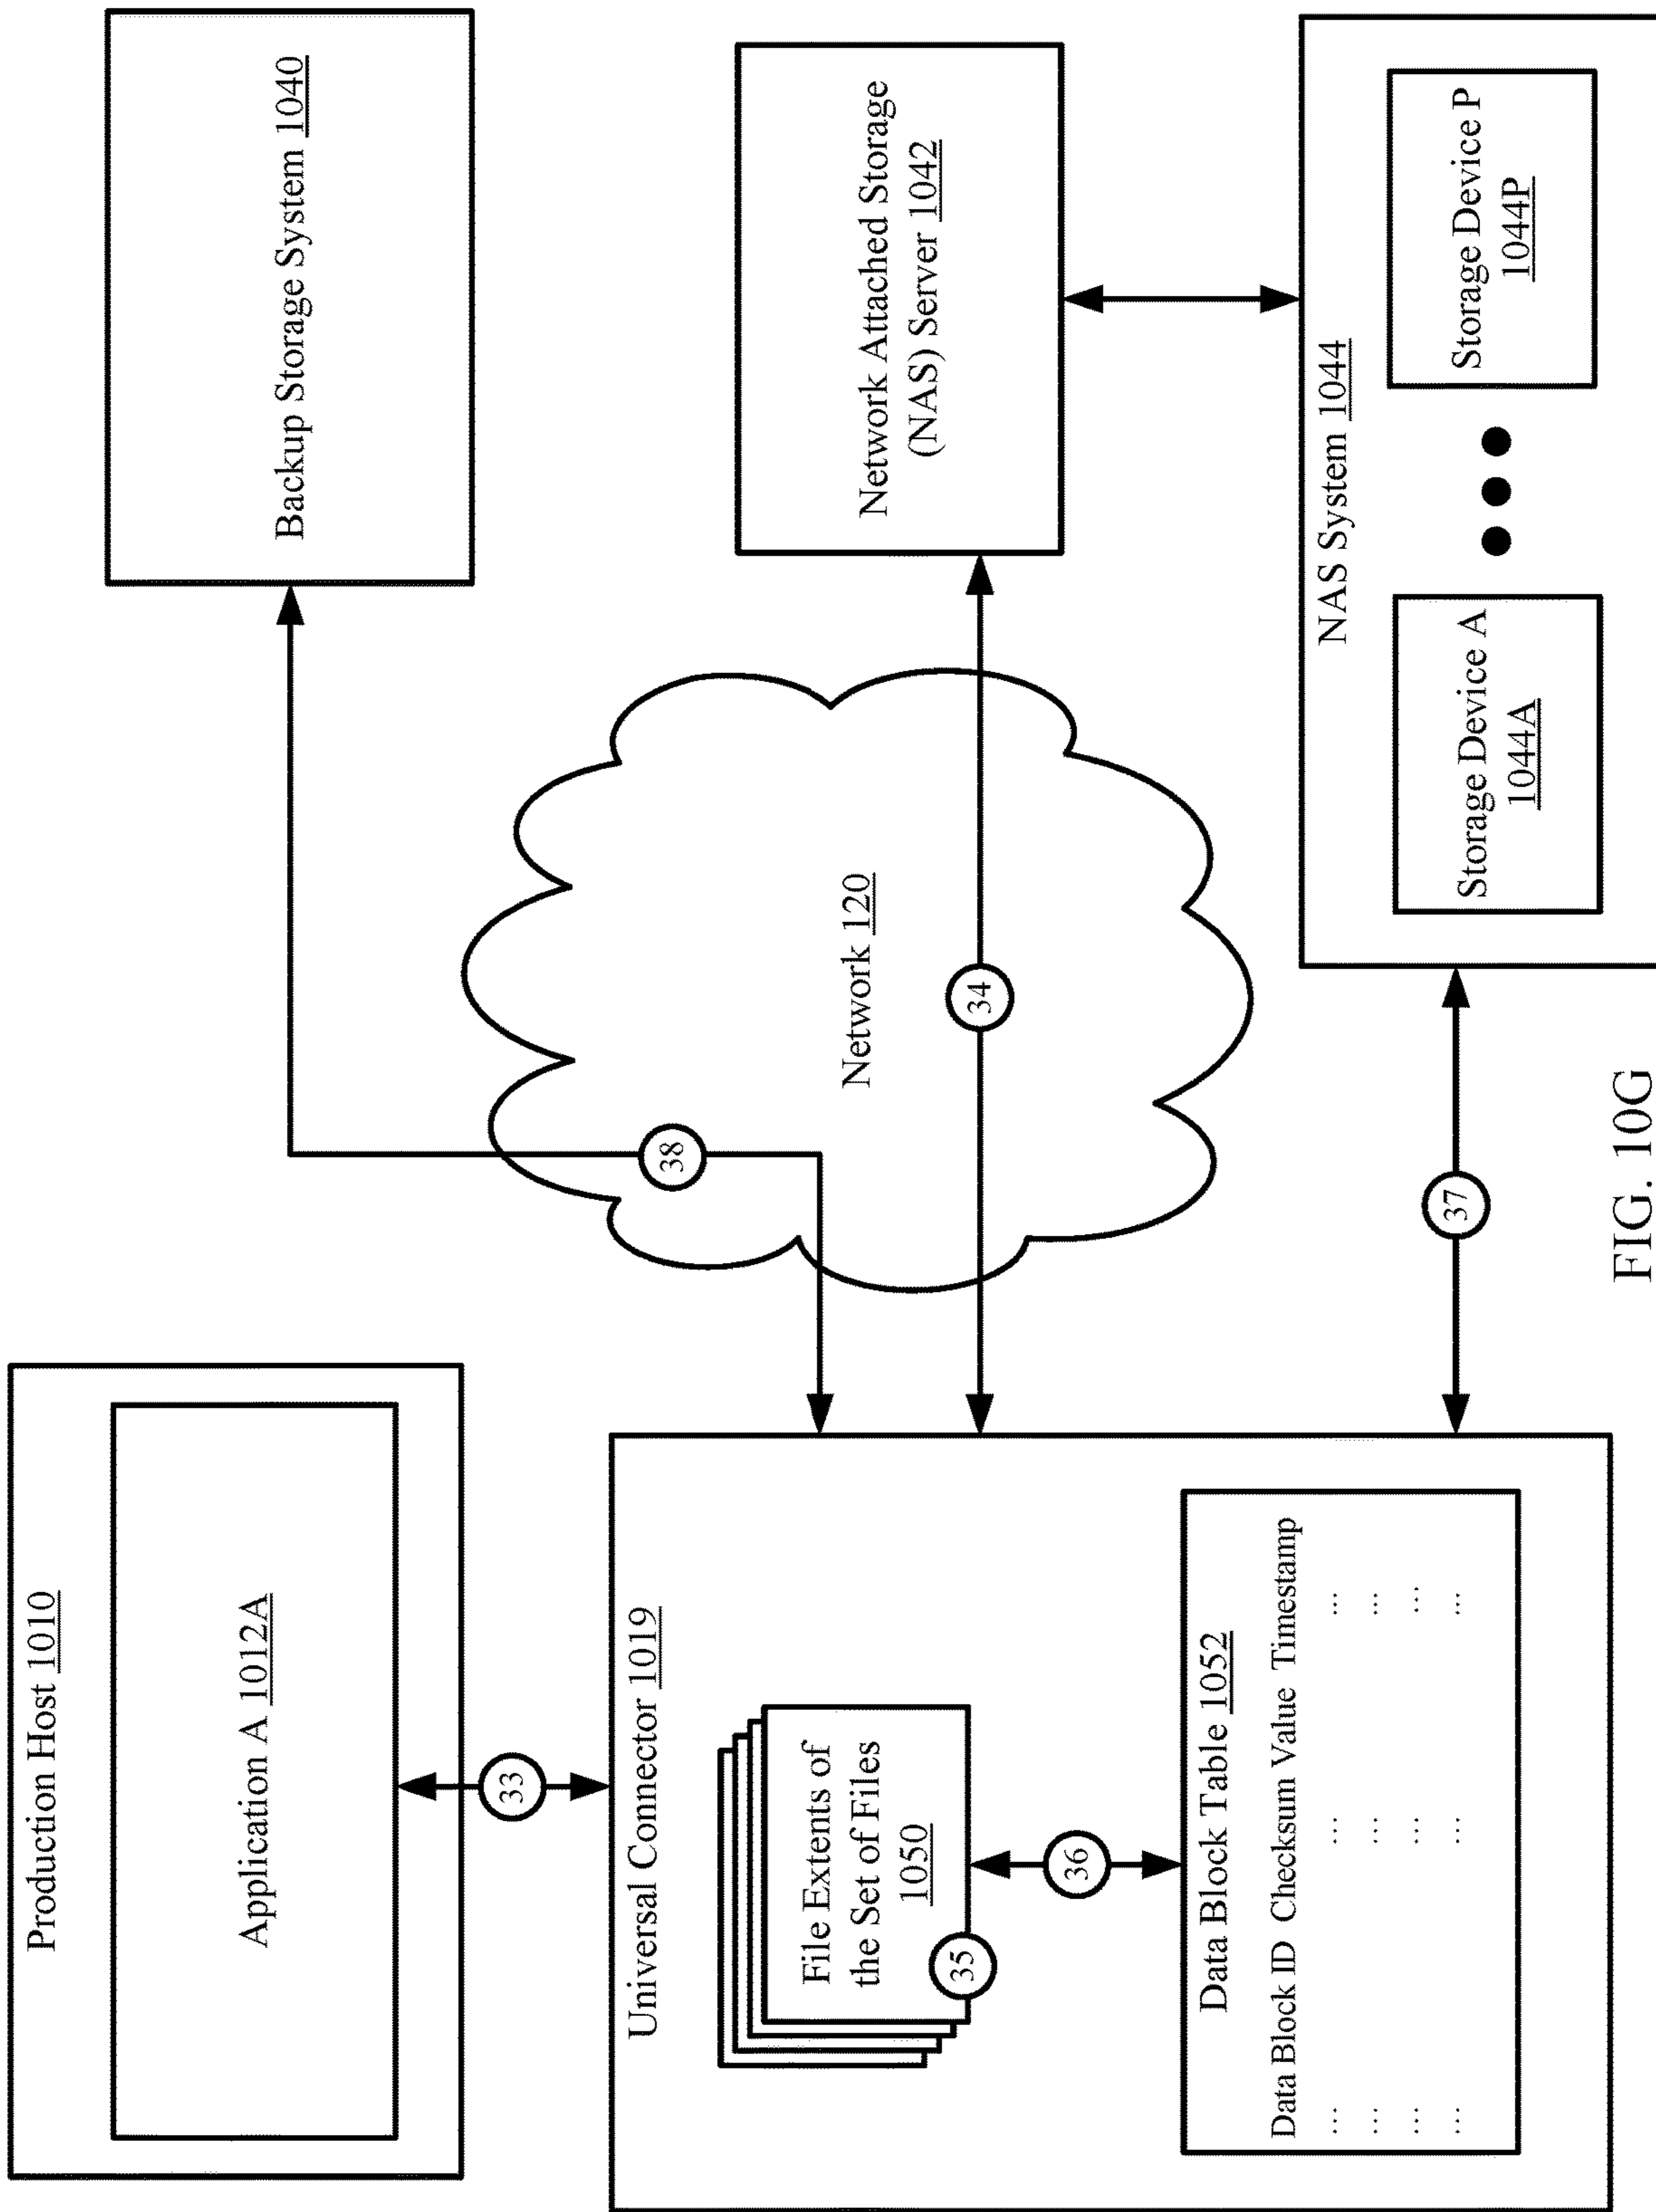 Production Host 1010
Application A 1012A
33
Universal Connector 1019
File Extents of
the Set of Files
1050
35
36
Data Block Table 1052
Data Block ID Checksum Value Timestamp
... ... ...
... ... ...
... ... ...
... ... ...
38
Network 120
34
37
Backup Storage System 1040
Network Attached Storage
(NAS) Server 1042
NAS System 1044
Storage Device A
1044A
Storage Device P
1044P
FIG. 10G